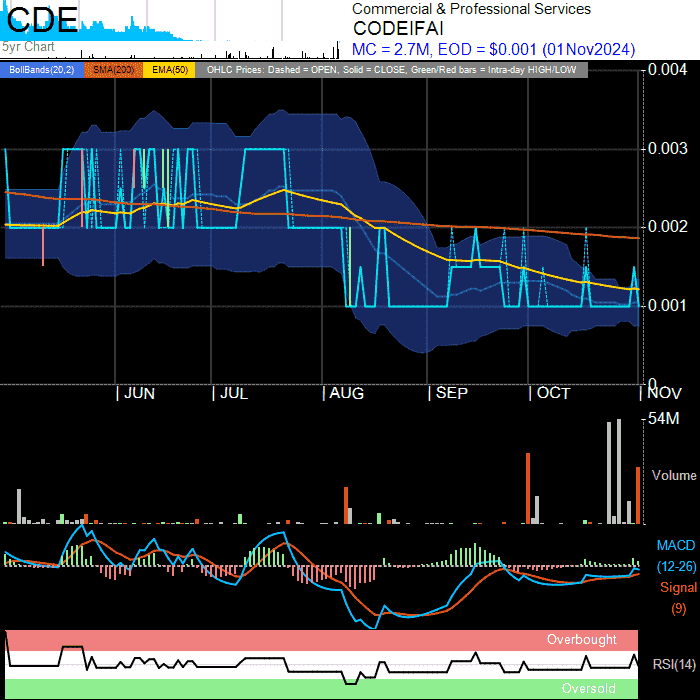 CDE
Commercial & Professional Services
CODEIFAI
5yr Chart
MC = 2.7M, EOD = $0.001 (01Nov2024)
BollBands(20,2) SMA(200) EMA(50) OHLC Prices: Dashed = OPEN, Solid = CLOSE, Green/Red bars = Intra-day HIGH/LOW
0.004
0.003
0.002
0.001
0
JUN JUL AUG SEP OCT NOV
54M
Volume
MACD
(12-26)
Signal
(9)
Overbought
RSI(14)
Oversold